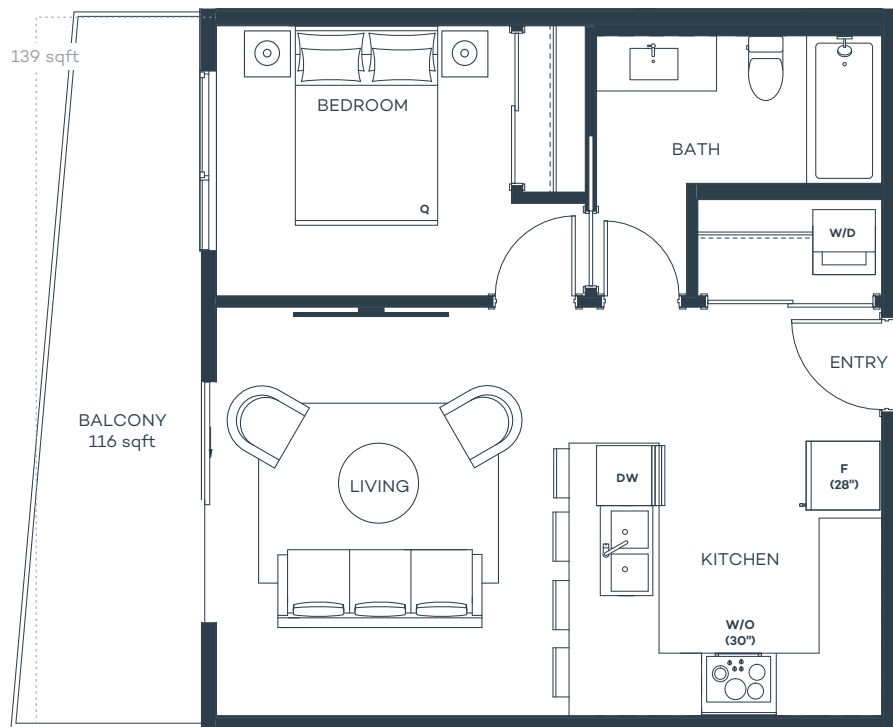 139 sqft
BEDROOM
Q
BATH
W/D
ENTRY
BALCONY
116 sqft
LIVING
DW
F
(28")
KITCHEN
W/O
(30")